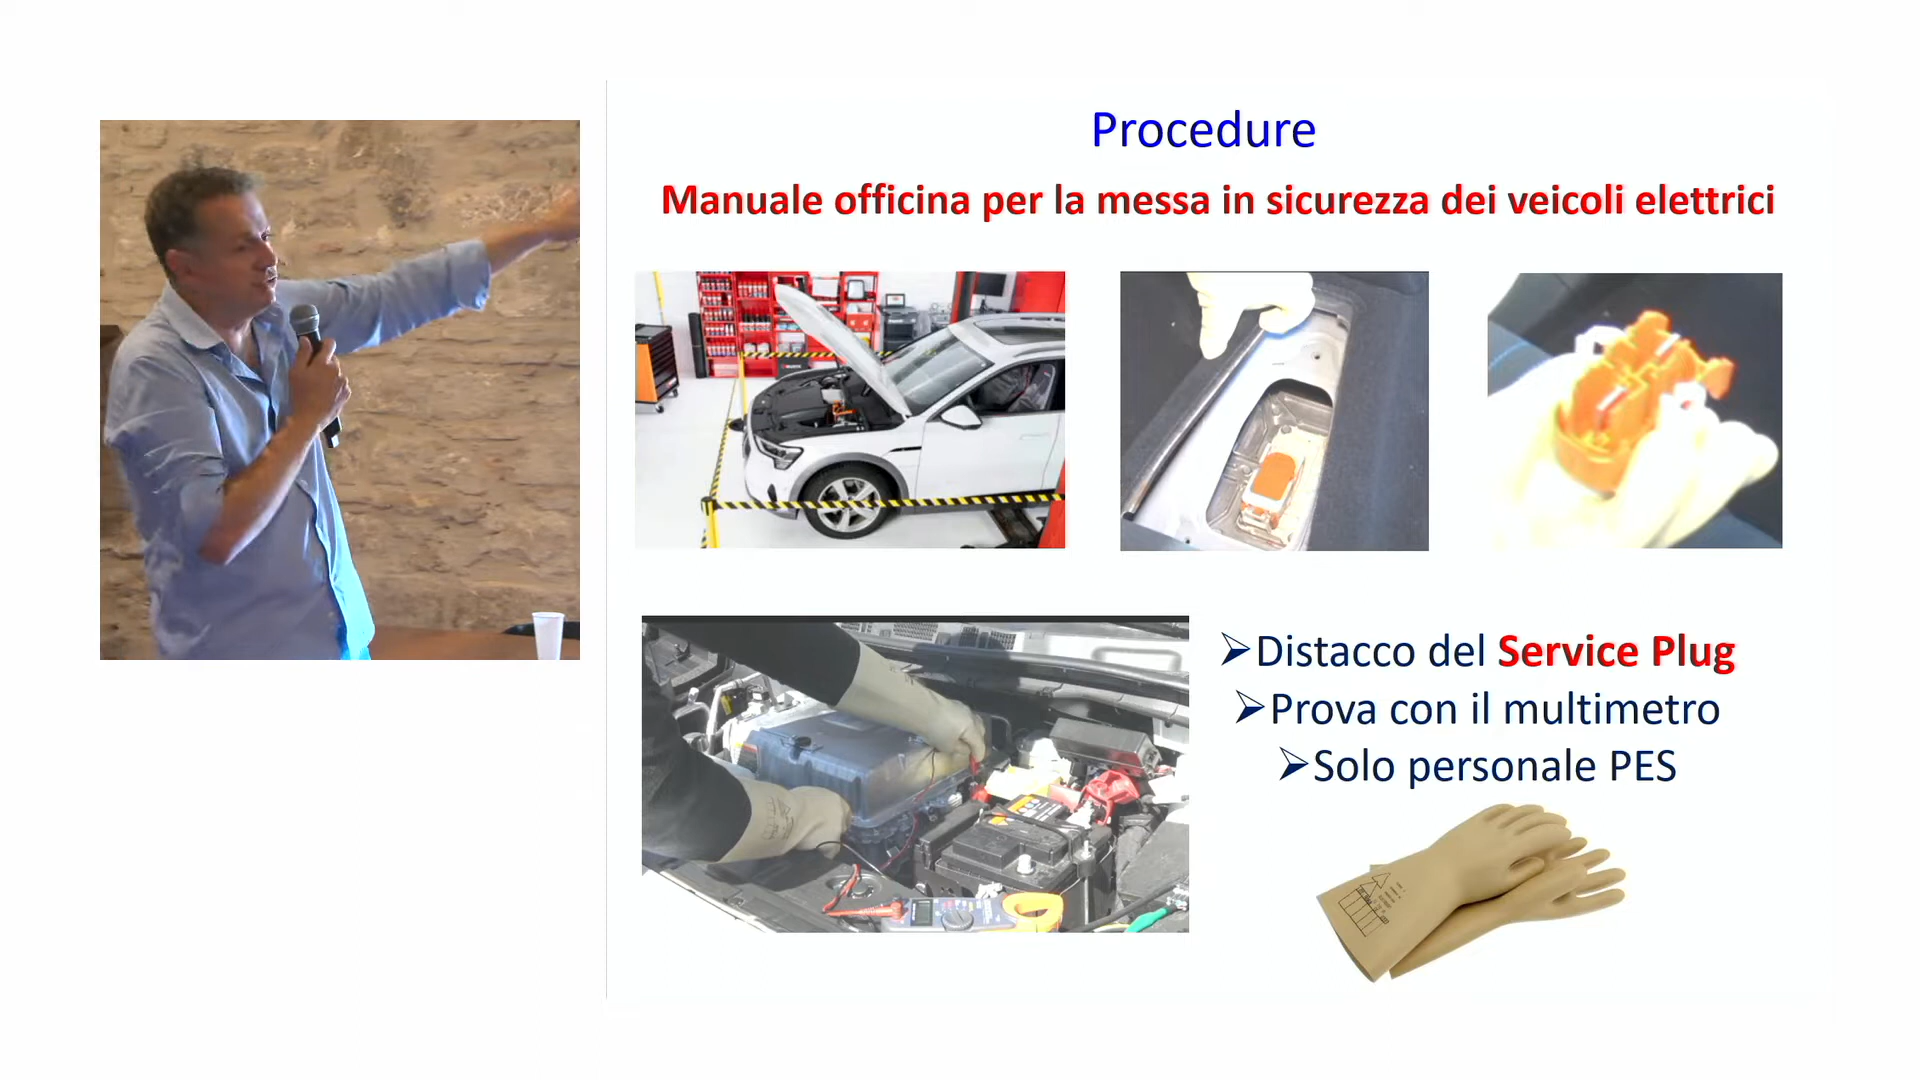 Procedure
Manuale officina per la messa in sicurezza dei veicoli elettrici
➢Distacco del Service Plug
➢Prova con il multimetro
➢Solo personale PES